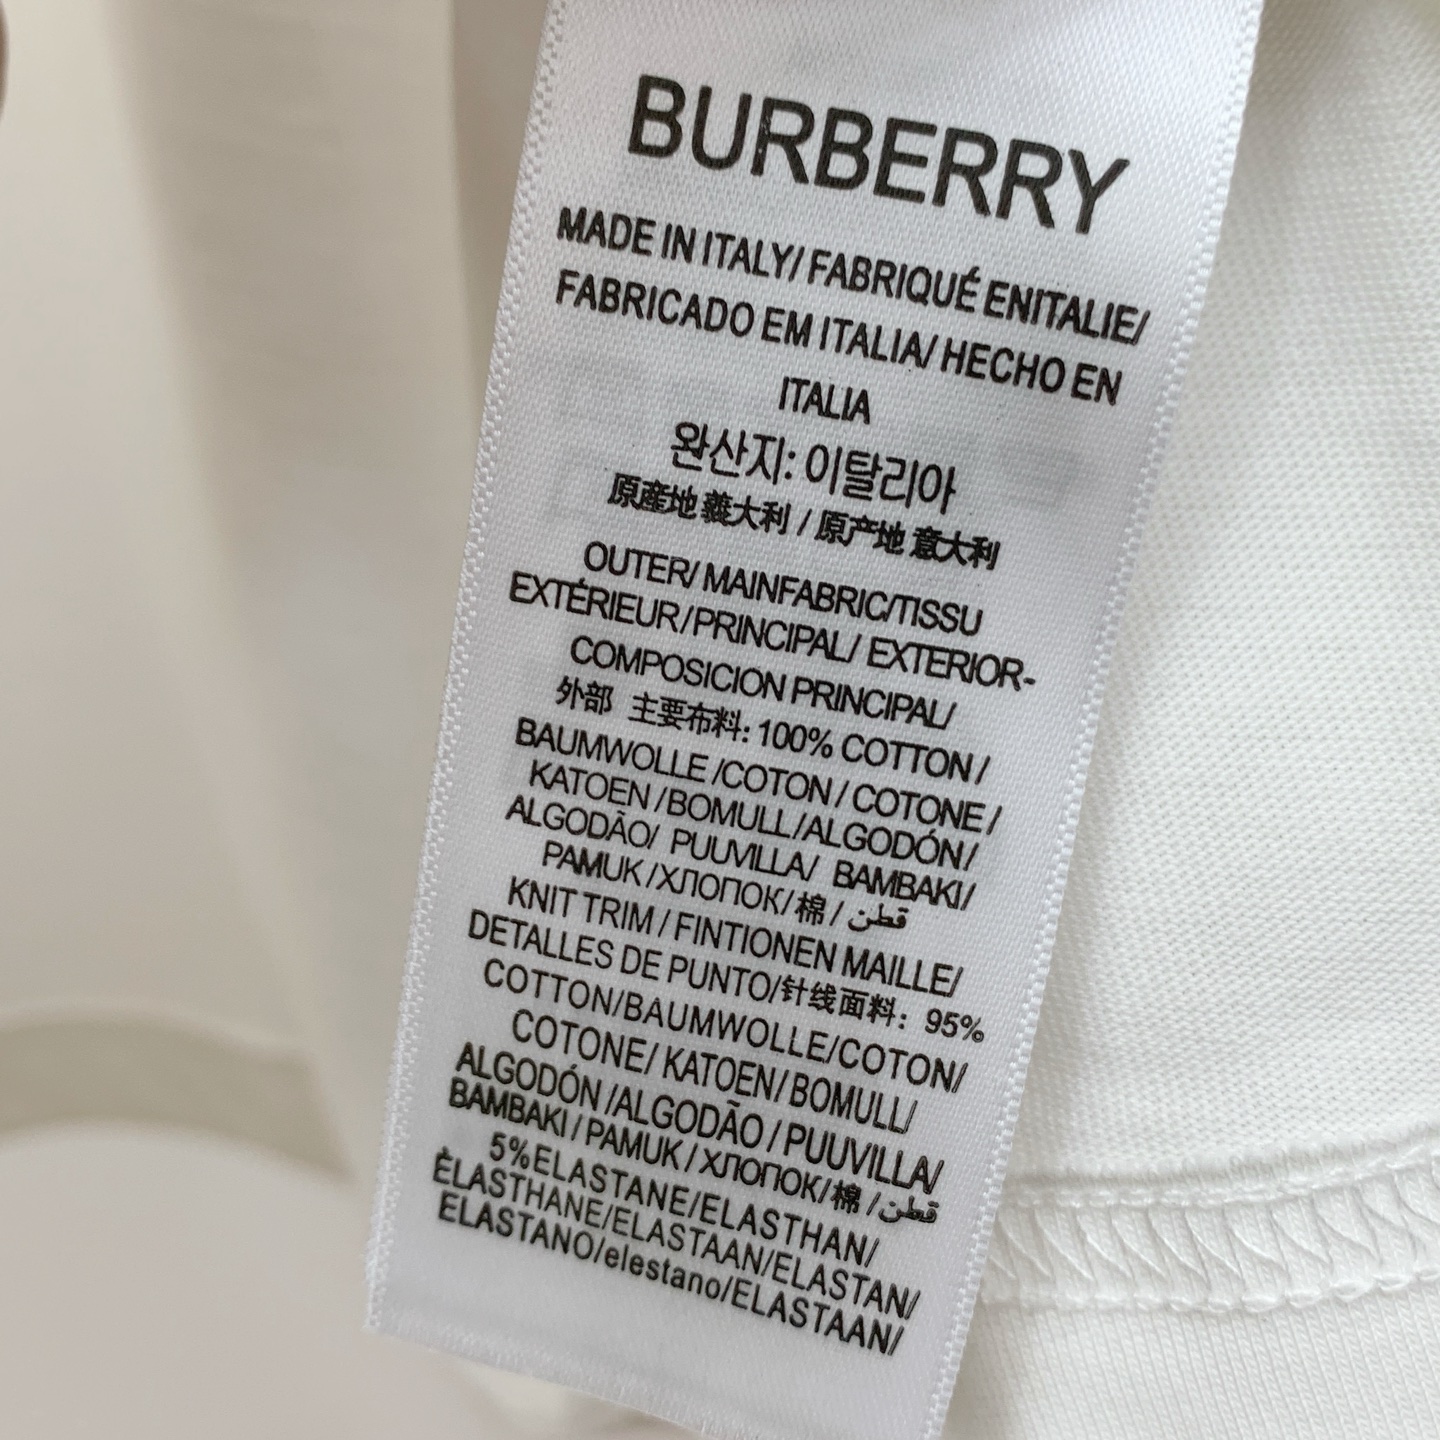 BURBERRY
MADE IN ITALY/ FABRIQUÉ ENITALIE/
FABRICADO EM ITALIA/ HECHO EN
ITALIA
완산지: 이탈리아
原產地 義大利 / 原产地 意大利
OUTER/ MAINFABRIC/TISSU
EXTÉRIEUR/PRINCIPAL/ EXTERIOR-
COMPOSICION PRINCIPAL/
外部 主要布料: 100% COTTON /
BAUMWOLLE /COTON / COTONE /
KATOEN /BOMULL/ALGODÓN/
ALGODÃO/ PUUVILLA/ BAMBAKI/
PAMUK /ХЛОПОК/ 棉 / قطن
KNIT TRIM / FINTIONEN MAILLE/
DETALLES DE PUNTO/针线面料: 95%
COTTON/BAUMWOLLE/COTON/
COTONE/ KATOEN/ BOMULL/
ALGODÓN /ALGODÃO / PUUVILLA/
BAMBAKI / PAMUK / ХЛОПОК/ 棉 / قطن
5%ELASTANE/ELASTHAN/
ÈLASTHANE/ELASTAAN/ELASTAN/
ELASTANO/elestano/ELASTAAN/